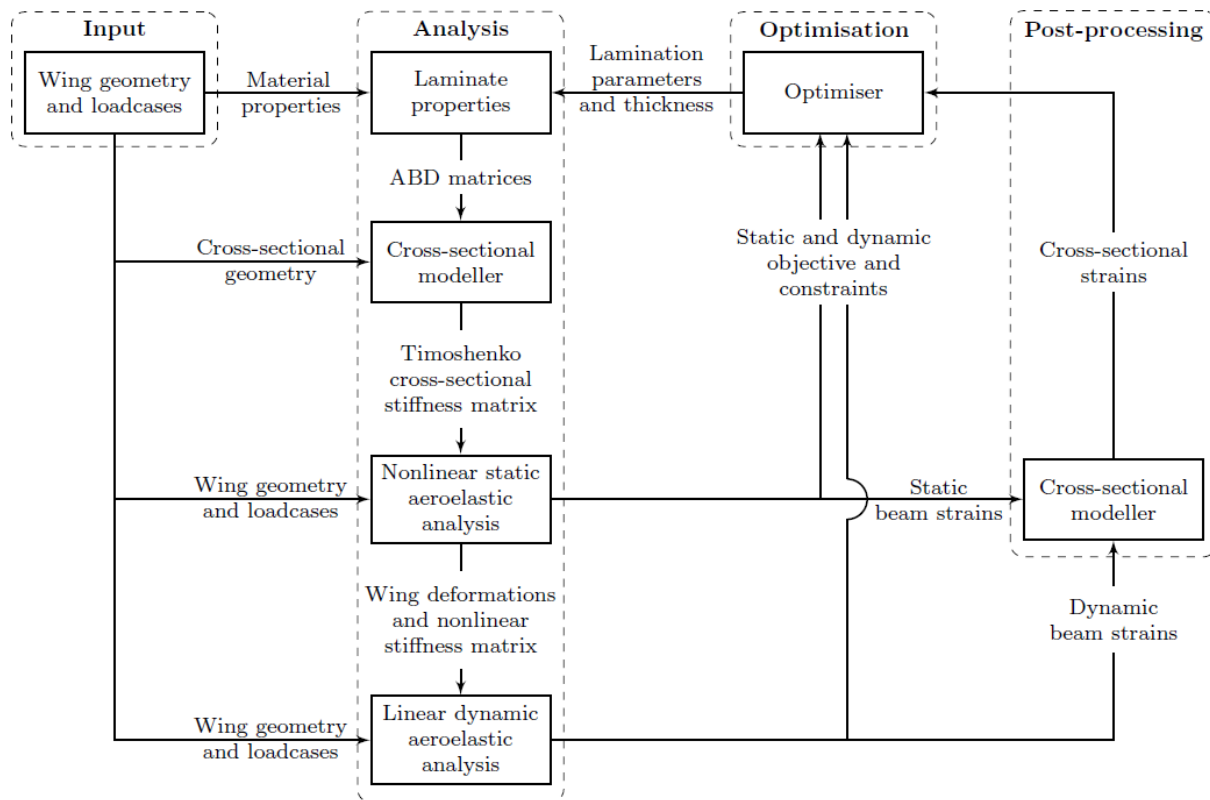 Input
Analysis
Optimisation
Post-processing
Wing geometry
and loadcases
Material
properties
Laminate
properties
Lamination
parameters
and thickness
Optimiser
ABD matrices
Cross-sectional
geometry
Cross-sectional
modeller
Static and dynamic
objective and
constraints
Cross-sectional
strains
Timoshenko
cross-sectional
stiffness matrix
Wing geometry
and loadcases
Nonlinear static
aeroelastic
analysis
Static
beam strains
Cross-sectional
modeller
Wing deformations
and nonlinear
stiffness matrix
Dynamic
beam strains
Wing geometry
and loadcases
Linear dynamic
aeroelastic
analysis